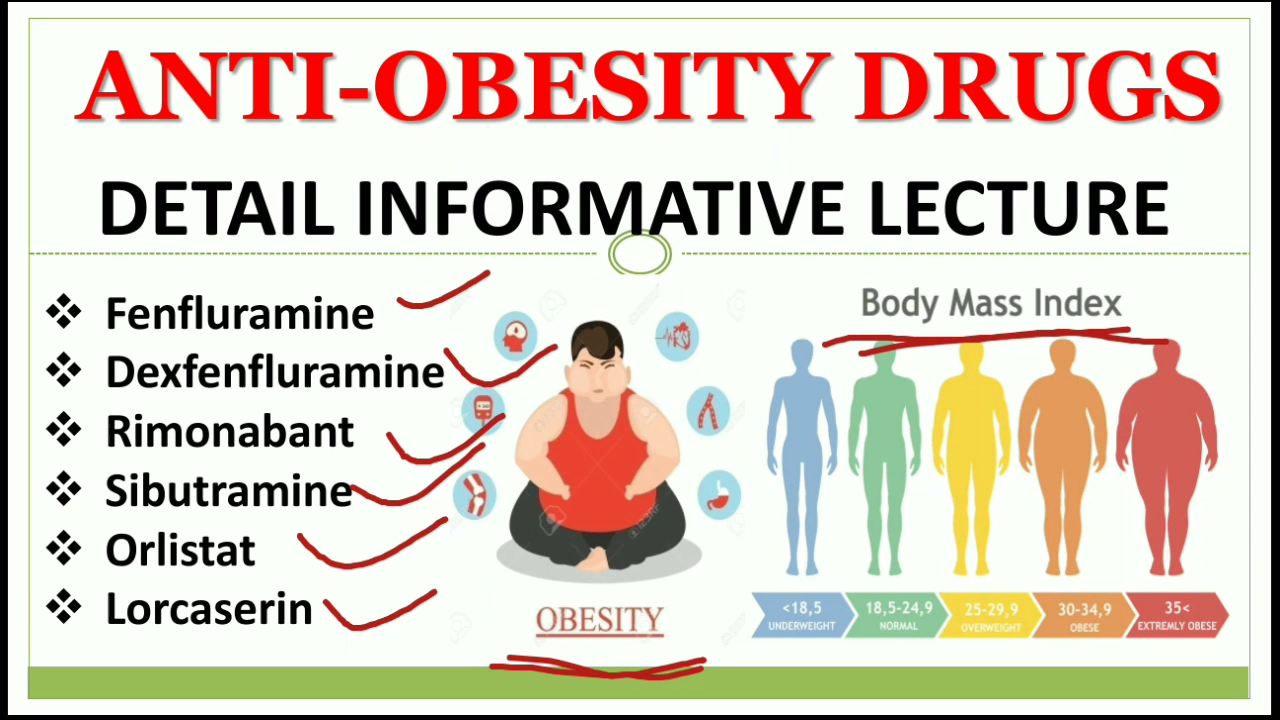 ANTI-OBESITY DRUGS
DETAIL INFORMATIVE LECTURE
❖ Fenfluramine
❖ Dexfenfluramine
❖ Rimonabant
❖ Sibutramine
❖ Orlistat
❖ Lorcaserin
OBESITY
Body Mass Index
<18,5
UNDERWEIGHT
18,5-24,9
NORMAL
25-29,9
OVERWEIGHT
30-34,9
OBESE
35<
EXTREMLY OBESE